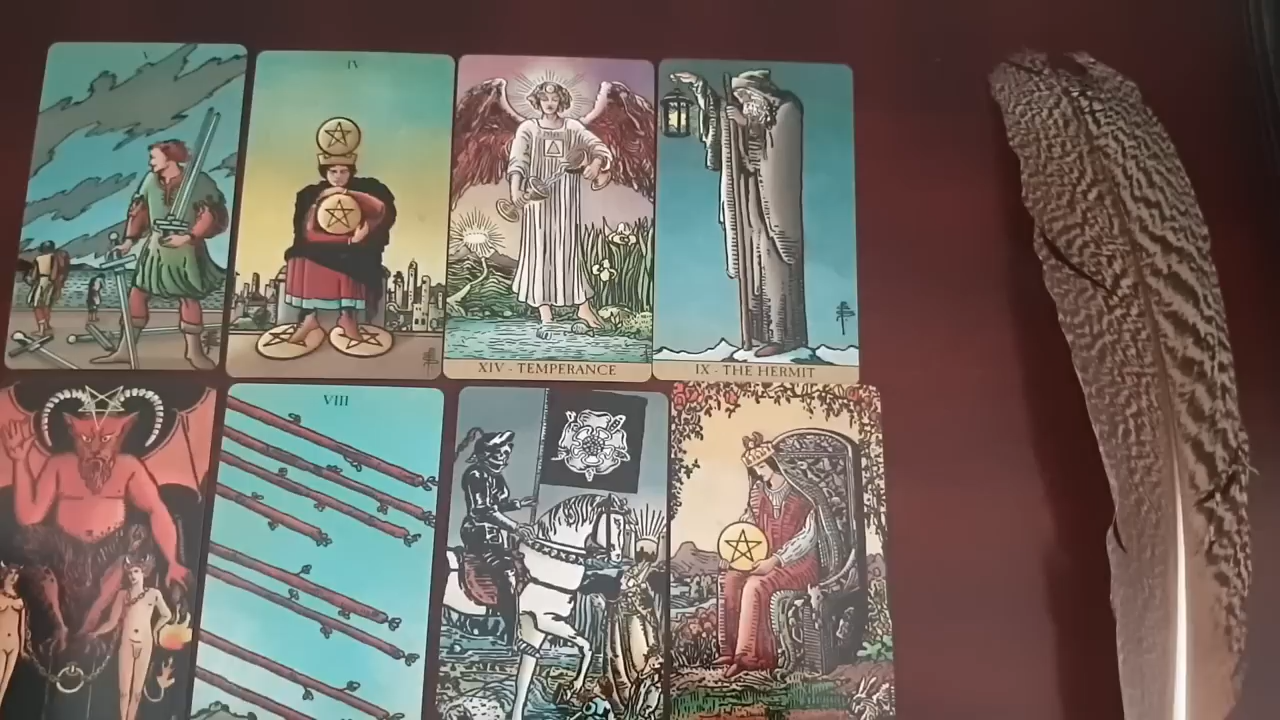 V
IV
XIV - TEMPERANCE
IX - THE HERMIT
VIII